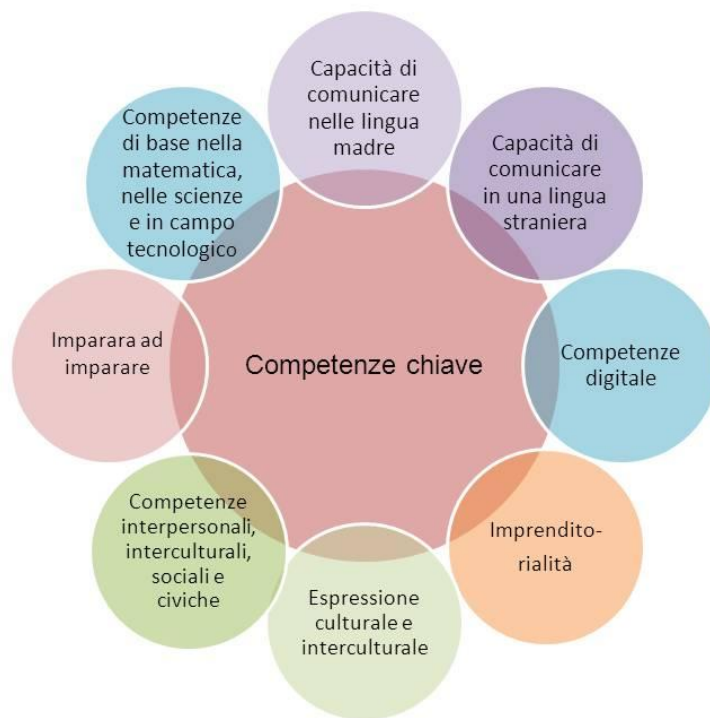 Capacità di
comunicare
nelle lingua
madre
Capacità di
comunicare
in una lingua
straniera
Competenze
digitale
Imprendito-
rialità
Espressione
culturale e
interculturale
Competenze
interpersonali,
interculturali,
sociali e
civiche
Imparara ad
imparare
Competenze
di base nella
matematica,
nelle scienze
e in campo
tecnologico
Competenze chiave